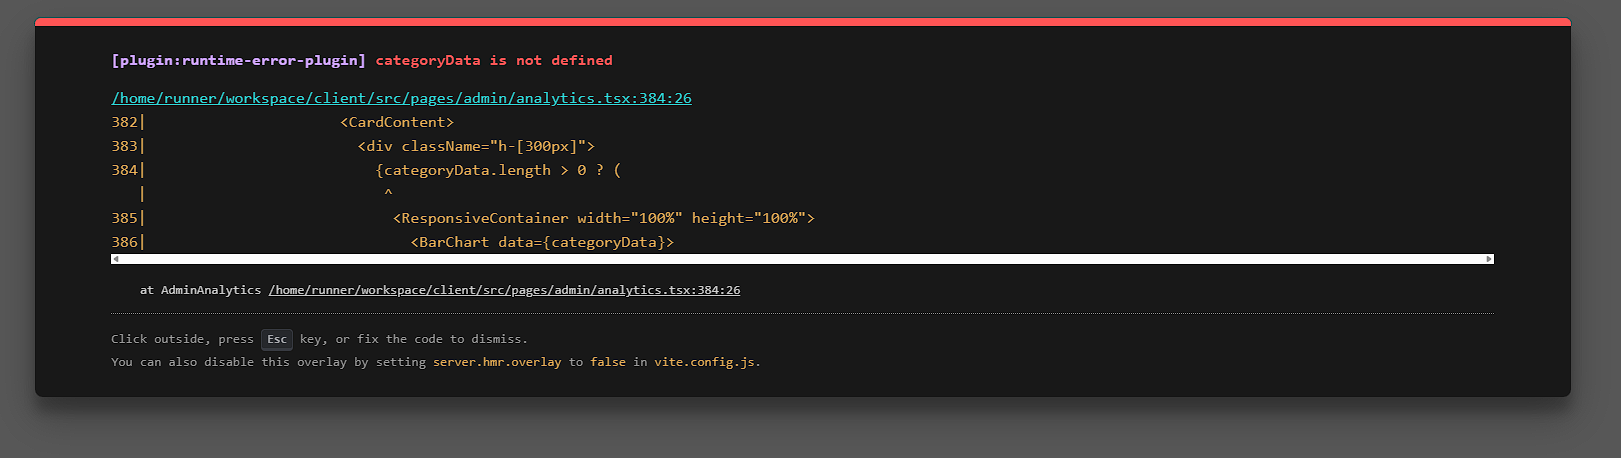 [plugin:runtime-error-plugin] categoryData is not defined
/home/runner/workspace/client/src/pages/admin/analytics.tsx:384:26
382|                      <CardContent>
383|                        <div className="h-[300px]">
384|                          {categoryData.length > 0 ? (
   |                           ^
385|                            <ResponsiveContainer width="100%" height="100%">
386|                              <BarChart data={categoryData}>
at AdminAnalytics /home/runner/workspace/client/src/pages/admin/analytics.tsx:384:26
Click outside, press Esc key, or fix the code to dismiss.
You can also disable this overlay by setting server.hmr.overlay to false in vite.config.js.